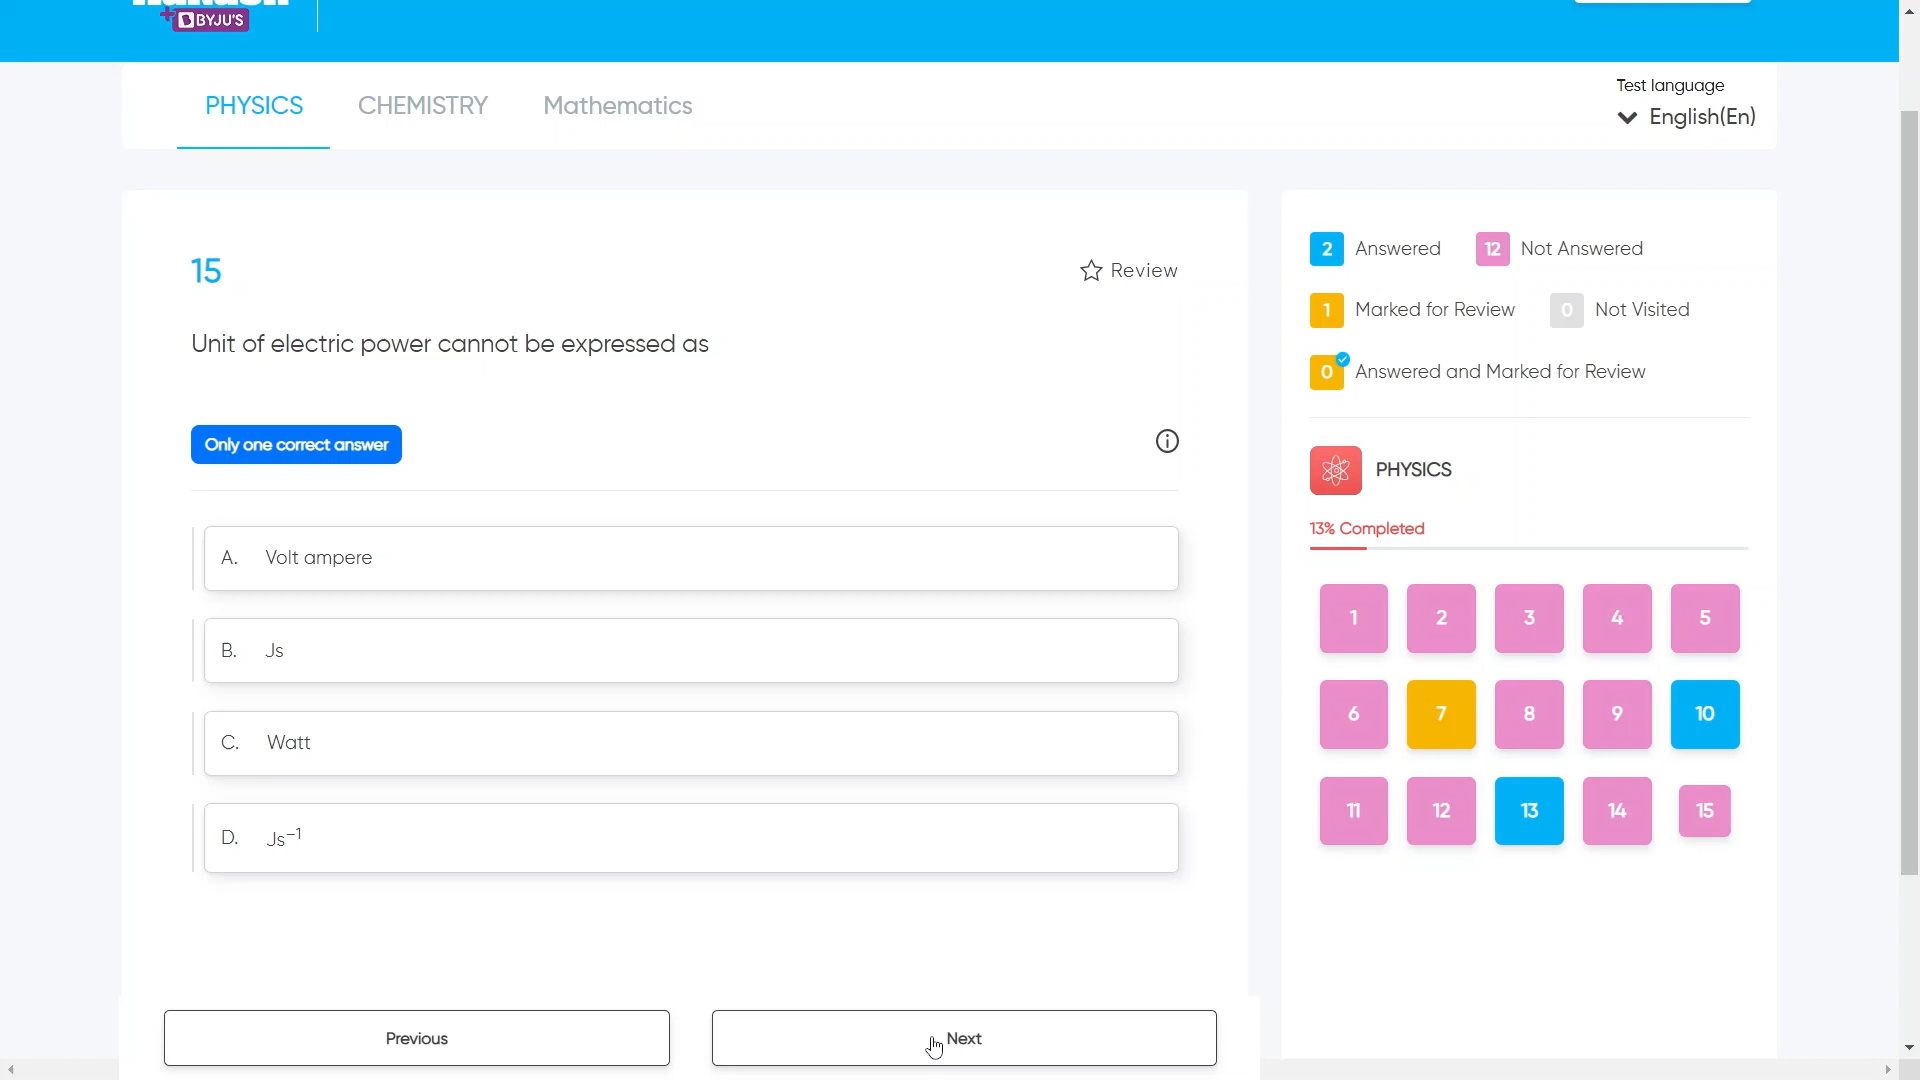 BYJU'S
PHYSICS CHEMISTRY Mathematics
Test language
English(En)
15
Review
Unit of electric power cannot be expressed as
Only one correct answer
A. Volt ampere
B. Js
C. Watt
D. Js⁻¹
Previous
Next
2 Answered 12 Not Answered
1 Marked for Review 0 Not Visited
0 Answered and Marked for Review
PHYSICS
13% Completed
1 2 3 4 5
6 7 8 9 10
11 12 13 14 15